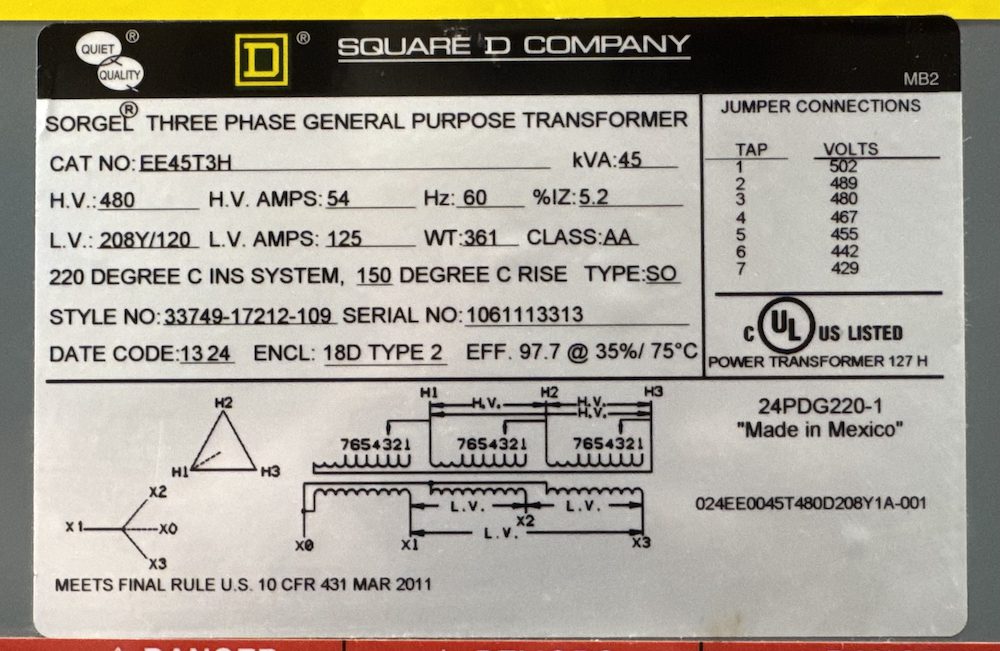 QUIET ®
QUALITY
D ®
SQUARE D COMPANY
MB2
SORGEL® THREE PHASE GENERAL PURPOSE TRANSFORMER
CAT NO: EE45T3H kVA:45
H.V.:480 H.V. AMPS: 54 Hz: 60 %IZ:5.2
L.V.: 208Y/120 L.V. AMPS: 125 WT:361 CLASS:AA
220 DEGREE C INS SYSTEM, 150 DEGREE C RISE TYPE:SO
STYLE NO: 33749-17212-109 SERIAL NO: 1061113313
DATE CODE:1324 ENCL: 18D TYPE 2 EFF. 97.7 @ 35%/ 75°C
JUMPER CONNECTIONS
TAP VOLTS
1 502
2 489
3 480
4 467
5 455
6 442
7 429
C UL US LISTED
POWER TRANSFORMER 127 H
H2
H1 H3
X2
X1 X0
X3
H1 H2 H3
H.V. H.V.
H.V.
7654321 7654321 7654321
L.V. L.V.
X2
L.V.
X0 X1 X3
24PDG220-1
"Made in Mexico"
024EE0045T480D208Y1A-001
MEETS FINAL RULE U.S. 10 CFR 431 MAR 2011
DANGER